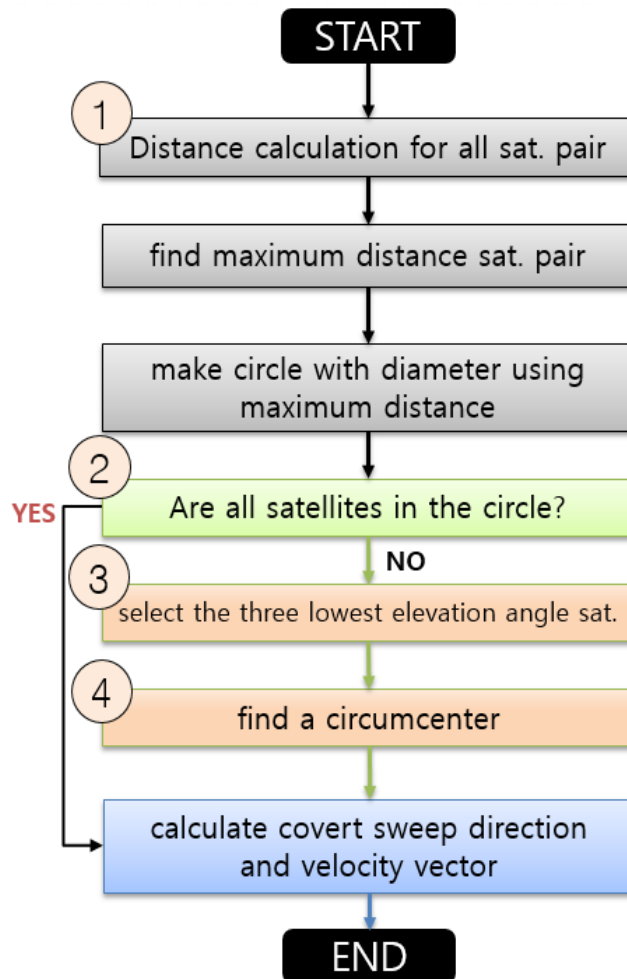 START
1
Distance calculation for all sat. pair
find maximum distance sat. pair
make circle with diameter using
maximum distance
2
Are all satellites in the circle?
YES
NO
3
select the three lowest elevation angle sat.
4
find a circumcenter
calculate covert sweep direction
and velocity vector
END